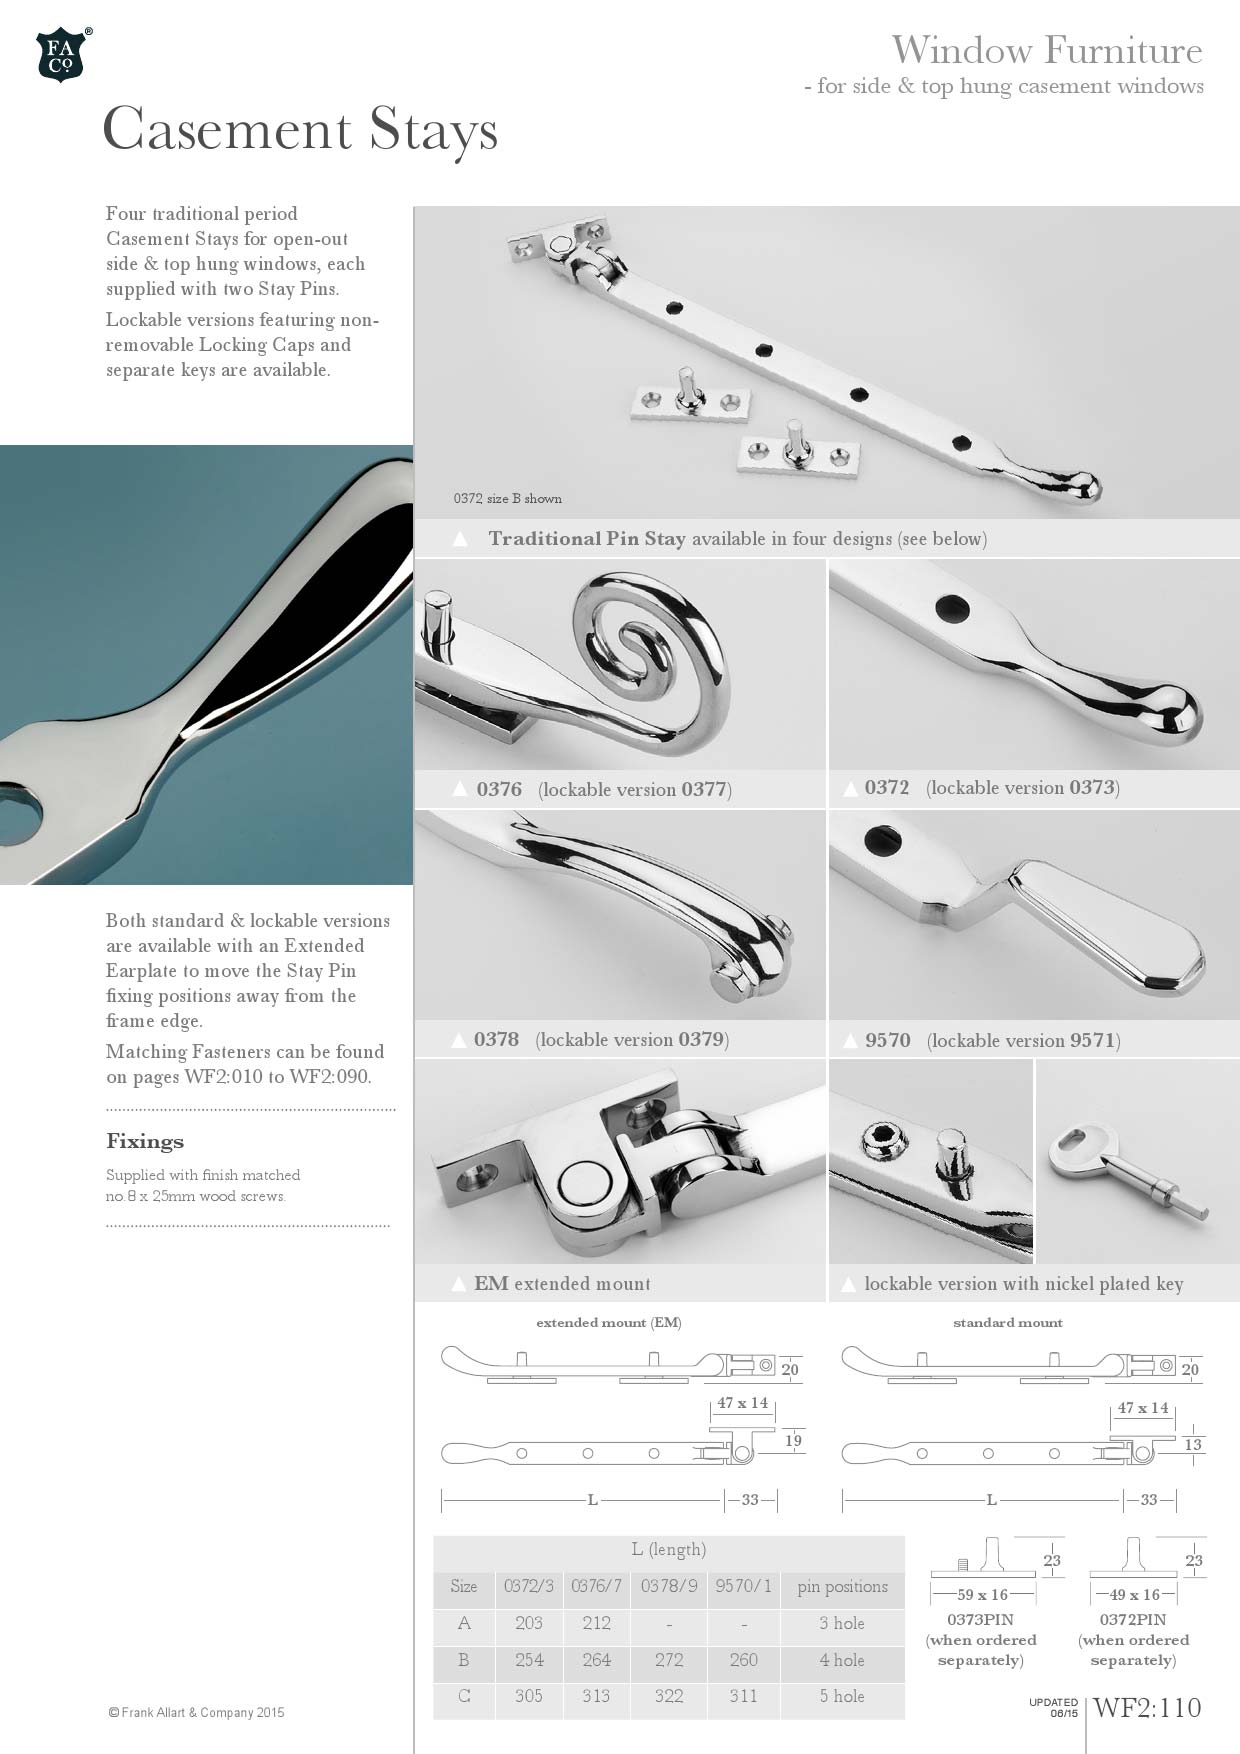 FA
Co.
®
Window Furniture
- for side & top hung casement windows
Casement Stays
Four traditional period
Casement Stays for open-out
side & top hung windows, each
supplied with two Stay Pins.
Lockable versions featuring non-
removable Locking Caps and
separate keys are available.
0372 size B shown
Traditional Pin Stay available in four designs (see below)
0376 (lockable version 0377)
0372 (lockable version 0373)
0378 (lockable version 0379)
9570 (lockable version 9571)
Both standard & lockable versions
are available with an Extended
Earplate to move the Stay Pin
fixing positions away from the
frame edge.
Matching Fasteners can be found
on pages WF2:010 to WF2:090.
Fixings
Supplied with finish matched
no.8 x 25mm wood screws.
EM extended mount
lockable version with nickel plated key
extended mount (EM)
20
47 x 14
19
L 33
standard mount
20
47 x 14
13
L 33
L (length)
Size 0372/3 0376/7 0378/9 9570/1 pin positions
A 203 212 - - 3 hole
B 254 264 272 260 4 hole
C 305 313 322 311 5 hole
23
59 x 16
0373PIN
(when ordered
separately)
23
49 x 16
0372PIN
(when ordered
separately)
© Frank Allart & Company 2015
UPDATED
06/15
WF2:110